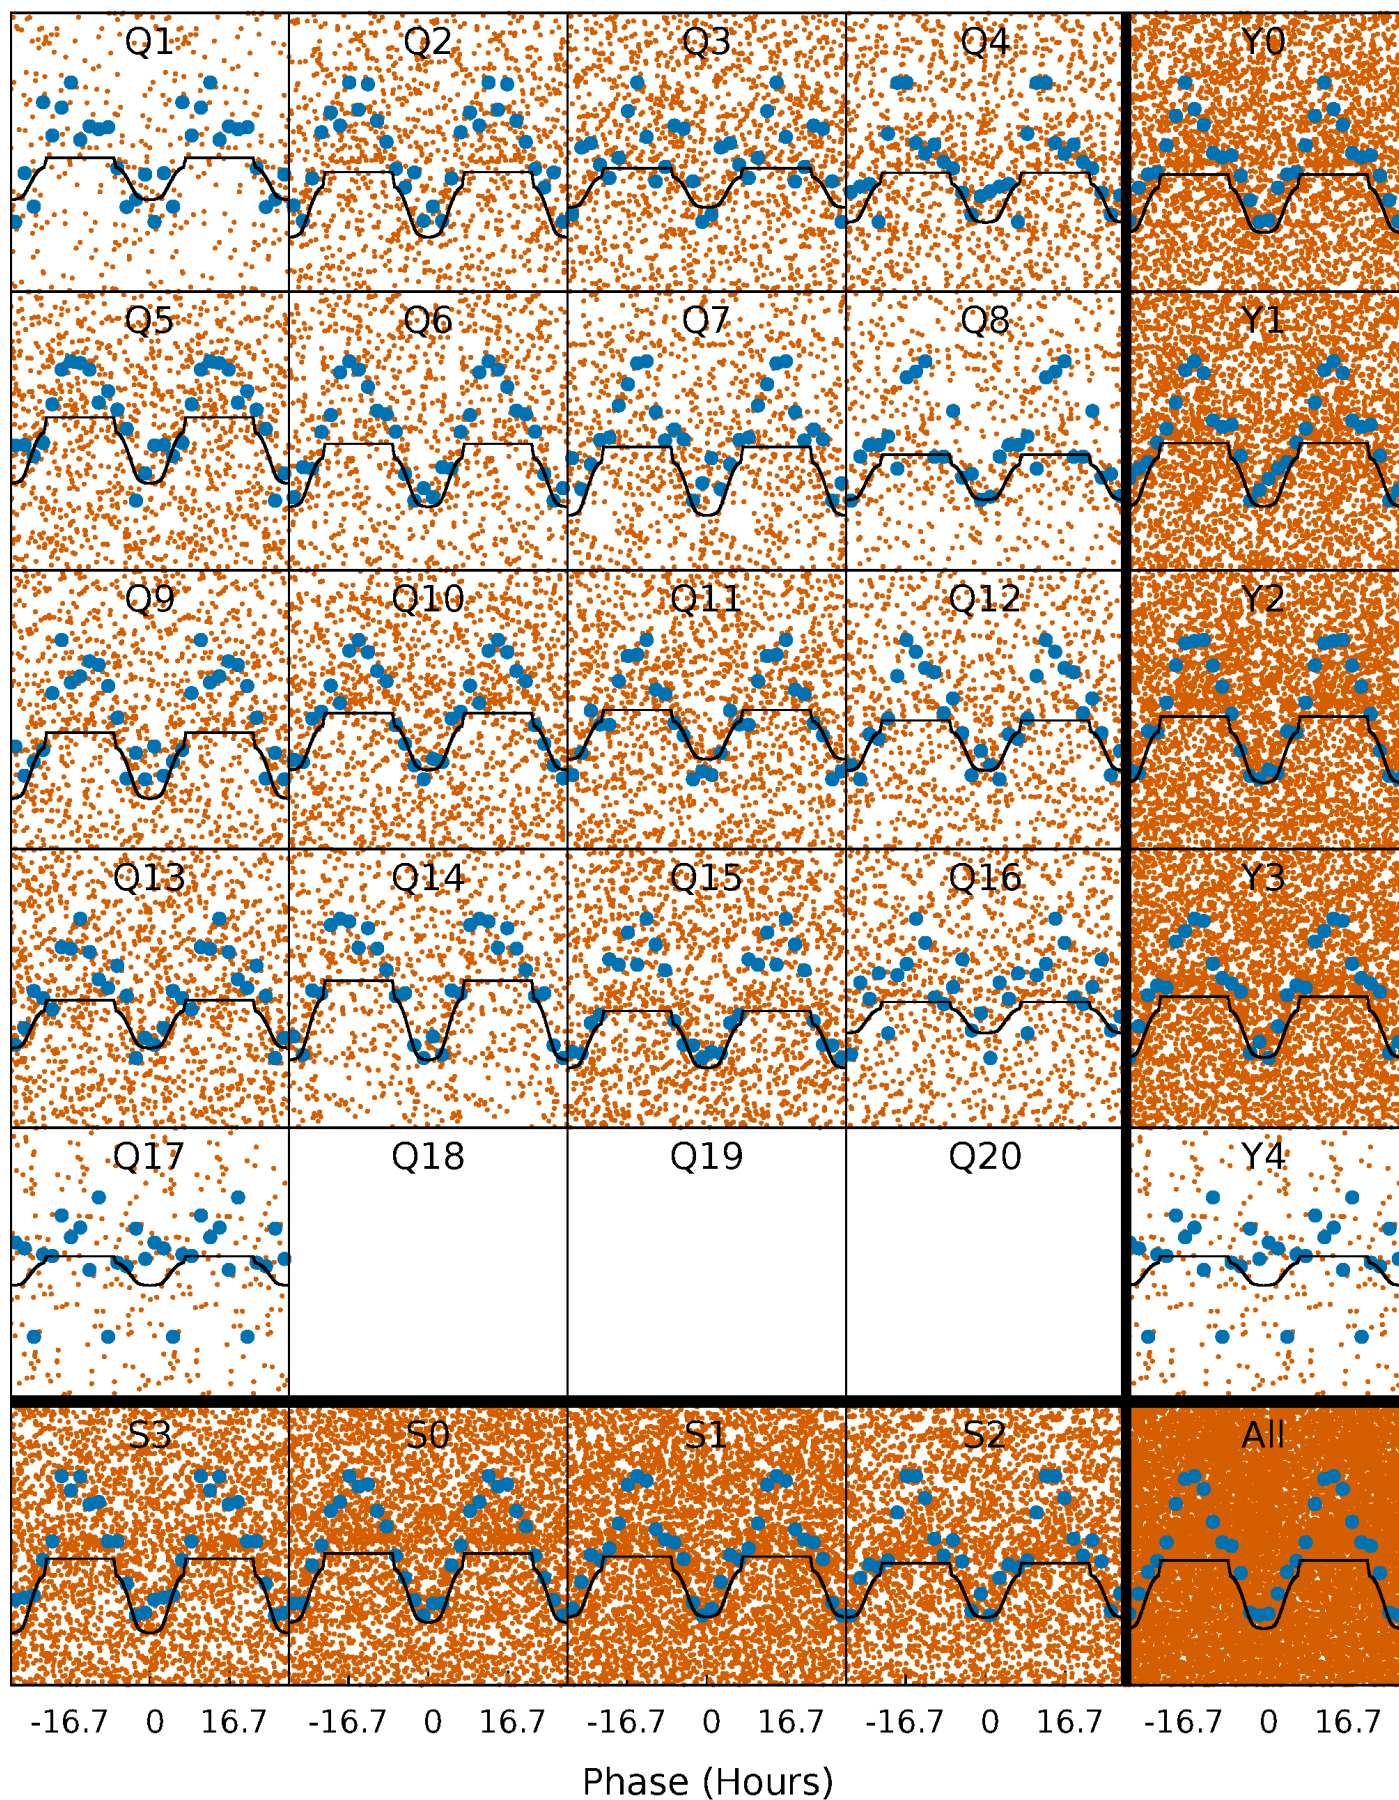 Q1 Q2 Q3 Q4 Y0
Q5 Q6 Q7 Q8 Y1
Q9 Q10 Q11 Q12 Y2
Q13 Q14 Q15 Q16 Y3
Q17 Q18 Q19 Q20 Y4
S3 S0 S1 S2 All
-16.7 0 16.7 -16.7 0 16.7 -16.7 0 16.7 -16.7 0 16.7 -16.7 0 16.7
Phase (Hours)